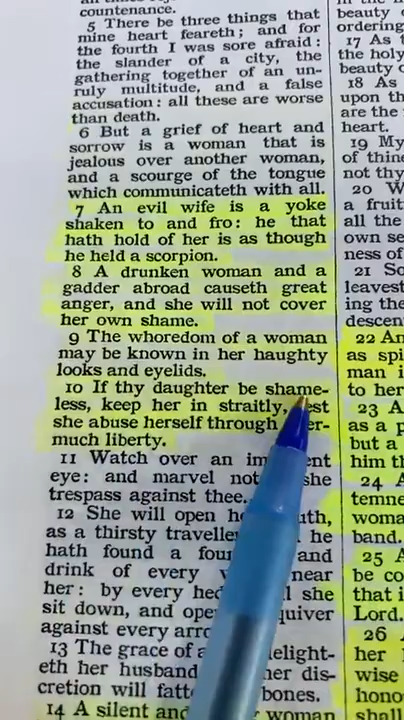 countenance.
5 There be three things that
mine heart feareth; and for
the fourth I was sore afraid:
the slander of a city, the
gathering together of an un-
ruly multitude, and a false
accusation: all these are worse
than death.
6 But a grief of heart and
sorrow is a woman that is
jealous over another woman,
and a scourge of the tongue
which communicateth with all.
7 An evil wife is a yoke
shaken to and fro: he that
hath hold of her is as though
he held a scorpion.
8 A drunken woman and a
gadder abroad causeth great
anger, and she will not cover
her own shame.
9 The whoredom of a woman
may be known in her haughty
looks and eyelids.
10 If thy daughter be shame-
less, keep her in straitly,
she abuse herself through
much liberty.
11 Watch over an
eye: and marvel not she
trespass against thee.
12 She will open
as a thirsty he
hath found a and
drink of every near
her: by every she
sit down, and quiver
against every
13 The grace of a
eth her husband her dis-
cretion will bones.
14 A silent and woman
beauty
ordering
17 As
the holy
beauty
18 As
upon th
are the
heart.
19 My
of thine
not thy
20
a fruit
all the
own se
ness of
21
leavest
ing the
descen
22 An
as spi
man i
to her
23 A
as a p
but a
him th
24
temne
woma
band.
25
be co
that i
Lord.
26
her
wise
hono
shall